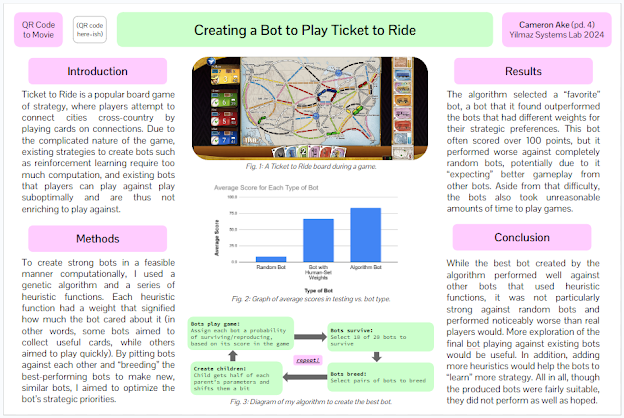 QR Code
to Movie
(QR code
here-ish)
Creating a Bot to Play Ticket to Ride
Cameron Ake (pd. 4)
Yilmaz Systems Lab 2024
Introduction
Ticket to Ride is a popular board game
of strategy, where players attempt to
connect cities cross-country by
playing cards on connections. Due to
the complicated nature of the game,
existing strategies to create bots such
as reinforcement learning require too
much computation, and existing bots
that players can play against play
suboptimally and are thus not
enriching to play against.
Methods
To create strong bots in a feasible
manner computationally, I used a
genetic algorithm and a series of
heuristic functions. Each heuristic
function had a weight that signified
how much the bot cared about it (in
other words, some bots aimed to
collect useful cards, while others
aimed to play quickly). By pitting bots
against each other and “breeding” the
best-performing bots to make new,
similar bots, I aimed to optimize the
bot's strategic priorities.
Fig. 1: A Ticket to Ride board during a game.
Average Score for Each Type of Bot
Average Score
100.0
75.0
50.0
25.0
0.0
Random Bot
Bot with
Human-Set
Weights
Algorithm Bot
Type of Bot
Fig. 2: Graph of average scores in testing vs. bot type.
Bots play game:
Assign each bot a probability
of surviving/reproducing,
based on its score in the game
Bots survive:
Select 10 of 20 bots to
survive
repeat!
Create children:
Child gets half of each
parent's parameters and
shifts them a bit
Bots breed:
Select pairs of bots to breed
Fig. 3: Diagram of my algorithm to create the best bot.
Results
The algorithm selected a “favorite”
bot, a bot that it found outperformed
the bots that had different weights for
their strategic preferences. This bot
often scored over 100 points, but it
performed worse against completely
random bots, potentially due to it
“expecting” better gameplay from
other bots. Aside from that difficulty,
the bots also took unreasonable
amounts of time to play games.
Conclusion
While the best bot created by the
algorithm performed well against
other bots that used heuristic
functions, it was not particularly
strong against random bots and
performed noticeably worse than real
players would. More exploration of the
final bot playing against existing bots
would be useful. In addition, adding
more heuristics would help the bots to
“learn” more strategy. All in all, though
the produced bots were fairly suitable,
they did not perform as well as hoped.